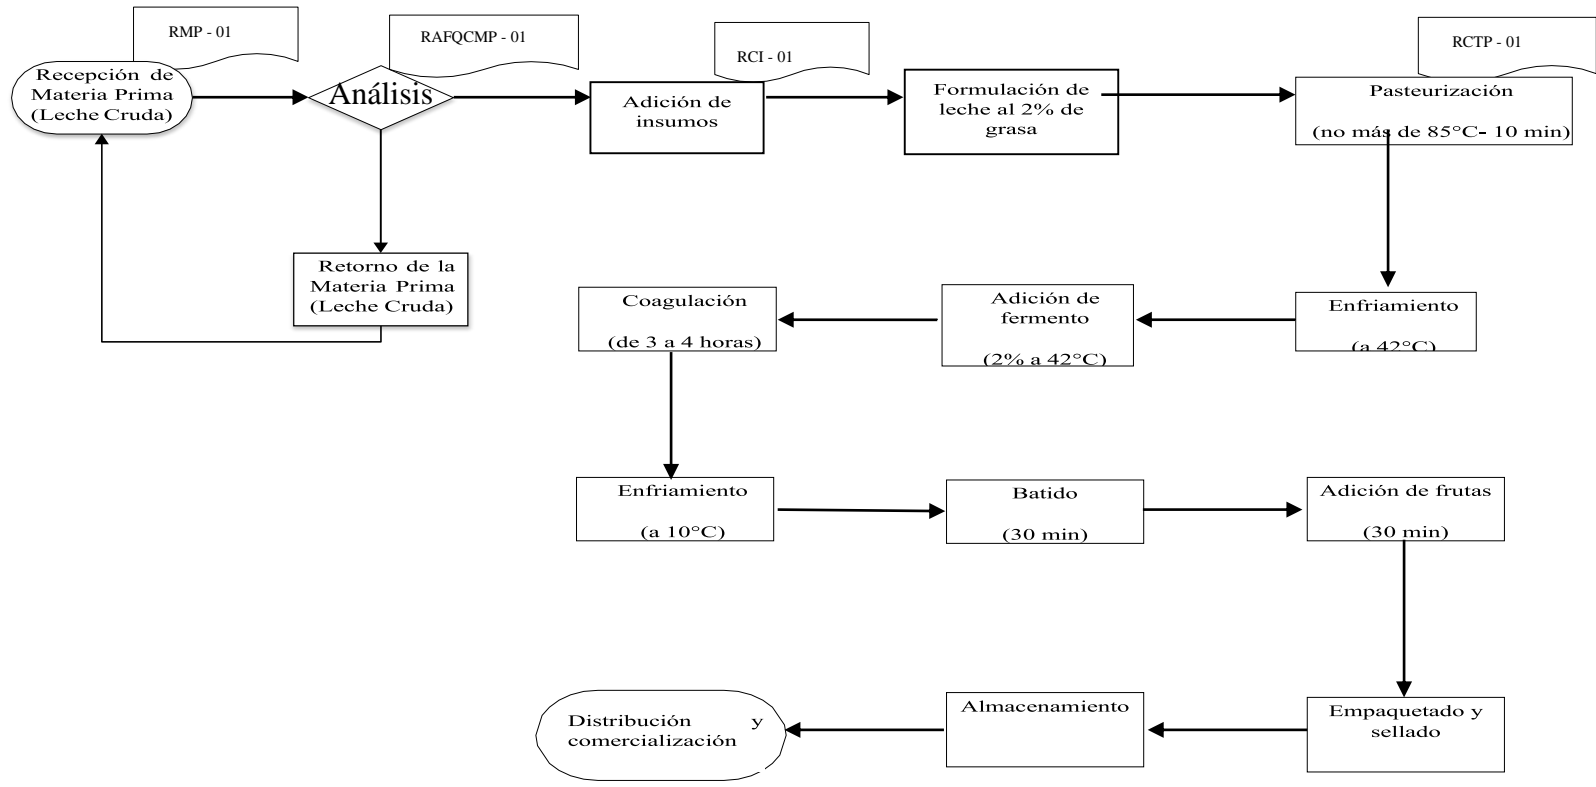 RMP - 01
RAFQCMP - 01
RCI - 01
RCTP - 01
Recepción de
Materia Prima
(Leche Cruda)
Análisis
Adición de
insumos
Formulación de
leche al 2% de
grasa
Pasteurización
(no más de 85°C- 10 min)
Retorno de la
Materia Prima
(Leche Cruda)
Coagulación
(de 3 a 4 horas)
Adición de
fermento
(2% a 42°C)
Enfriamiento
(a 42°C)
Enfriamiento
(a 10°C)
Batido
(30 min)
Adición de frutas
(30 min)
Distribución y
comercialización
Almacenamiento
Empaquetado y
sellado